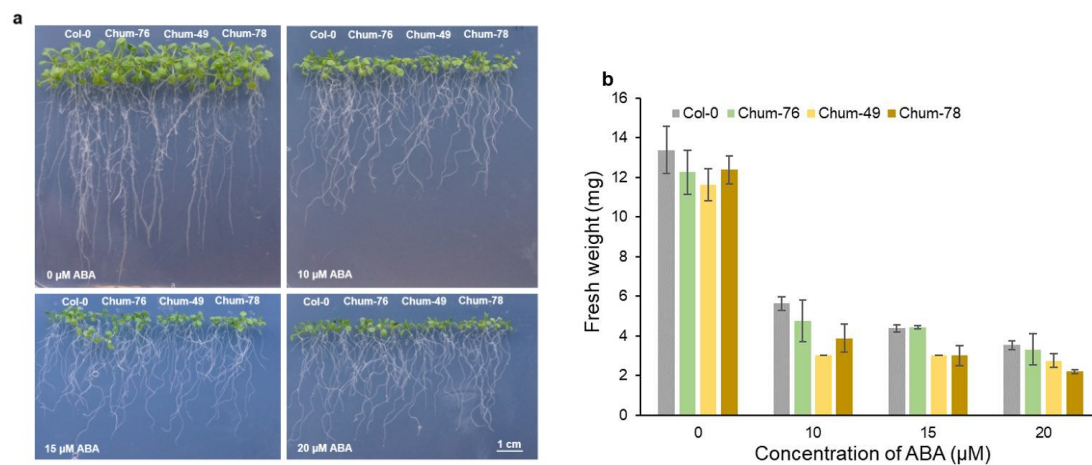 a
Col-0 Chum-76 Chum-49 Chum-78
0 µM ABA
Col-0 Chum-76 Chum-49 Chum-78
10 µM ABA
Col-0 Chum-76 Chum-49 Chum-78
15 µM ABA
Col-0 Chum-76 Chum-49 Chum-78
20 µM ABA
1 cm
b
Col-0 Chum-76 Chum-49 Chum-78
Fresh weight (mg)
16
14
12
10
8
6
4
2
0
0 10 15 20
Concentration of ABA (µM)